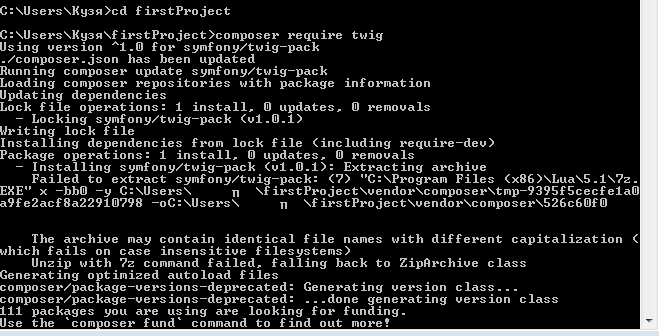 C:\Users\Кузя>cd firstProject
C:\Users\Кузя\firstProject>composer require twig
Using version ^1.0 for symfony/twig-pack
./composer.json has been updated
Running composer update symfony/twig-pack
Loading composer repositories with package information
Updating dependencies
Lock file operations: 1 install, 0 updates, 0 removals
  - Locking symfony/twig-pack (v1.0.1)
Writing lock file
Installing dependencies from lock file (including require-dev)
Package operations: 1 install, 0 updates, 0 removals
  - Installing symfony/twig-pack (v1.0.1): Extracting archive
    Failed to extract symfony/twig-pack: (7) "C:\Program Files (x86)\Lua\5.1\7z.
EXE" x -bb0 -y C:\Users\    п  \firstProject\vendor\composer\tmp-9395f5cecfe1a0
a9fe2acf8a22910798 -oC:\Users\    п  \firstProject\vendor\composer\526c60f0
    The archive may contain identical file names with different capitalization (
which fails on case insensitive filesystems)
    Unzip with 7z command failed, falling back to ZipArchive class
Generating optimized autoload files
composer/package-versions-deprecated: Generating version class...
composer/package-versions-deprecated: ...done generating version class
111 packages you are using are looking for funding.
Use the `composer fund` command to find out more!